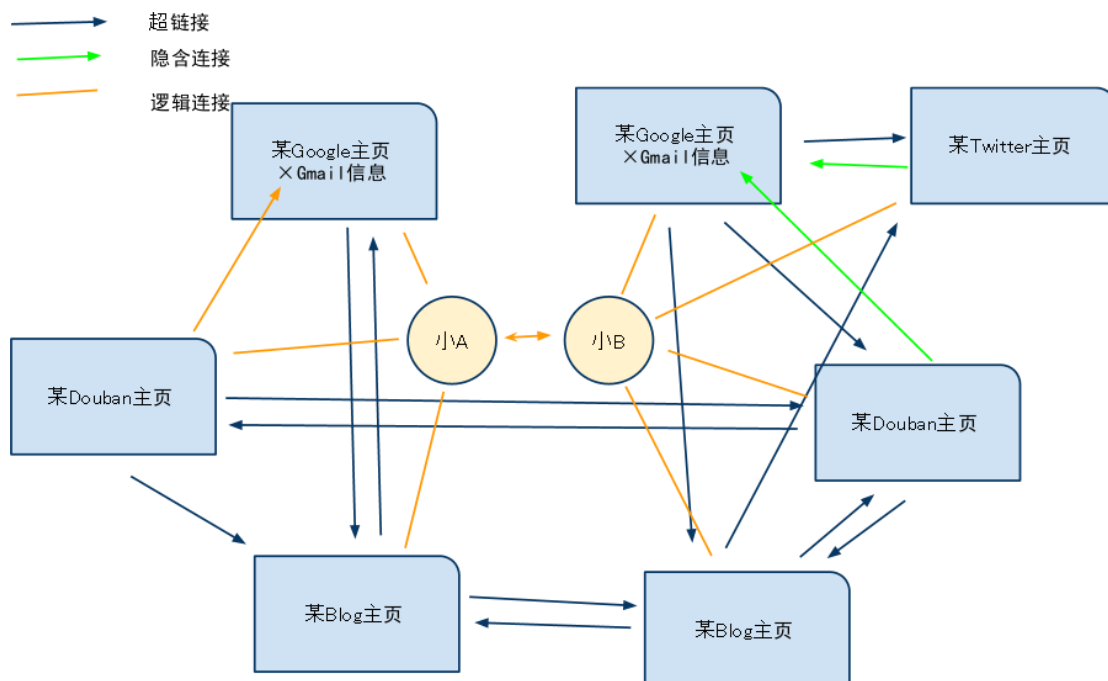 超链接
隐含连接
逻辑连接
某Google主页
×Gmail信息
某Google主页
×Gmail信息
某Twitter主页
小A
小B
某Douban主页
某Douban主页
某Blog主页
某Blog主页